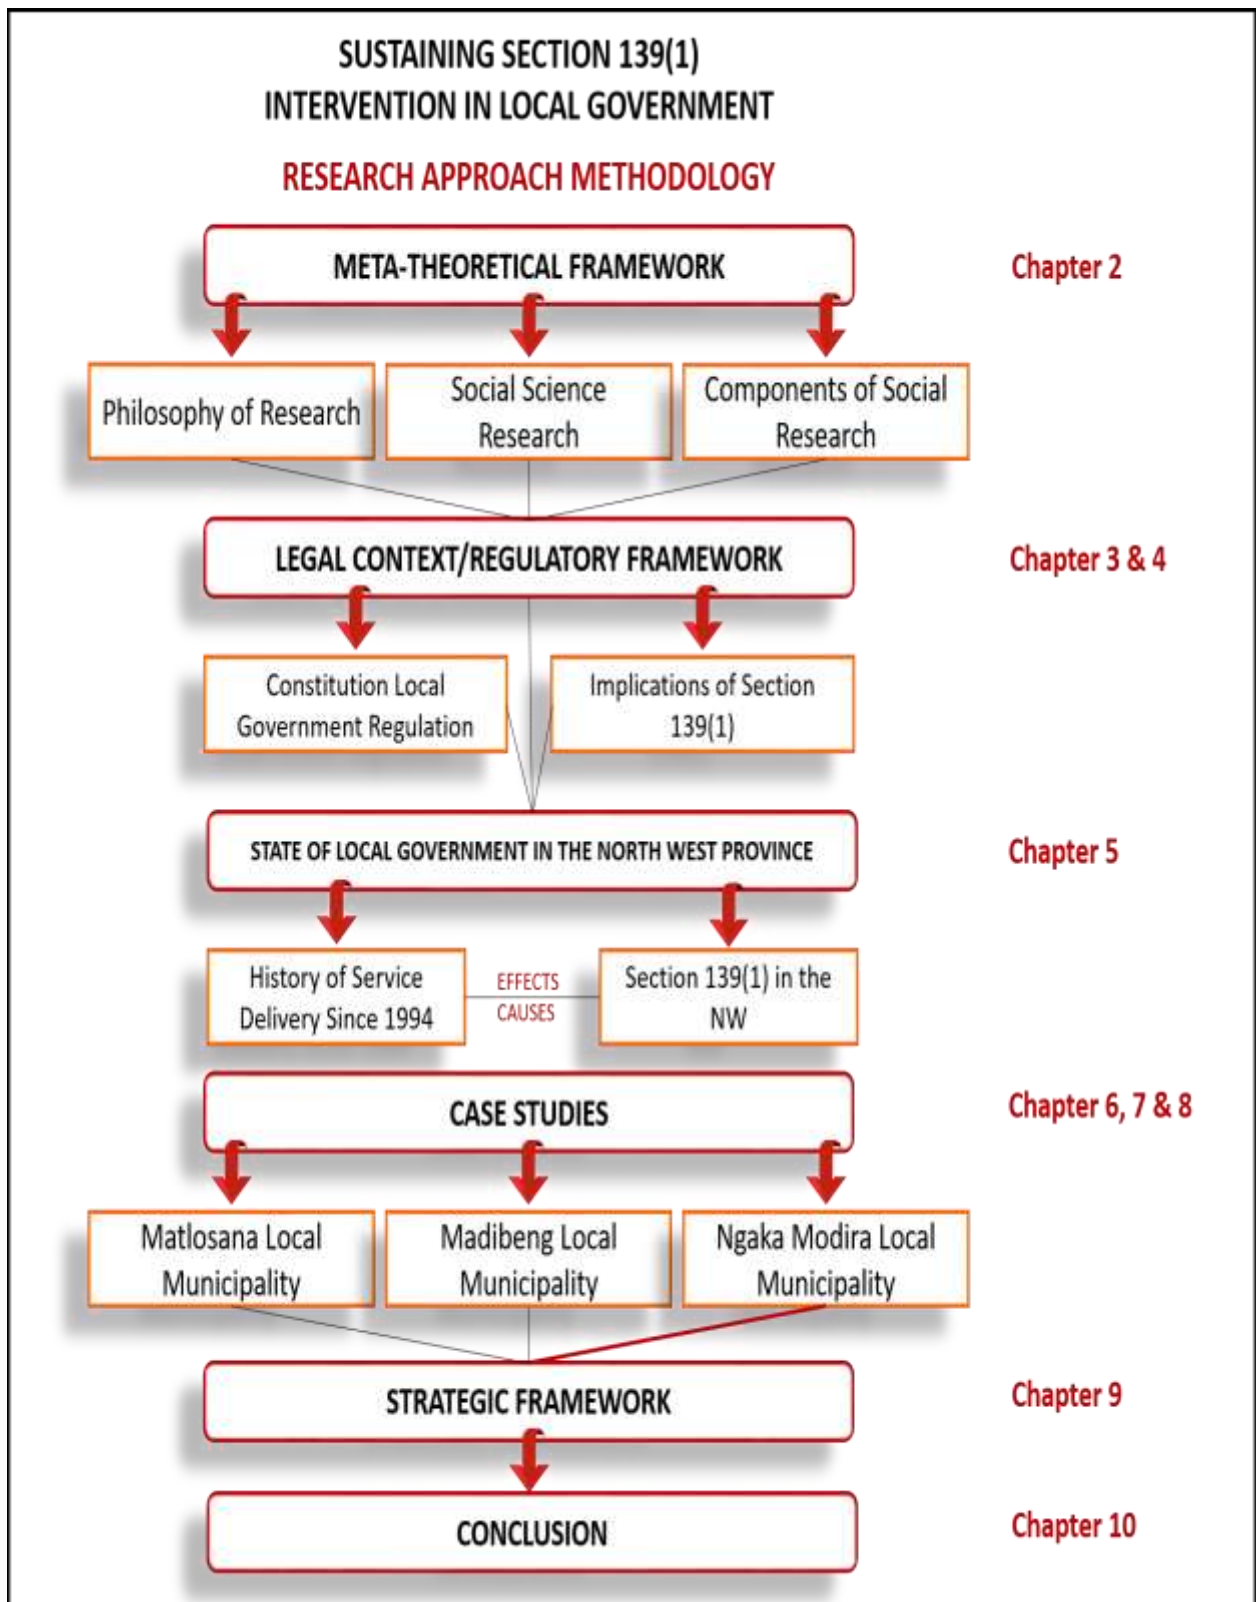 SUSTAINING SECTION 139(1)
INTERVENTION IN LOCAL GOVERNMENT
RESEARCH APPROACH METHODOLOGY
META-THEORETICAL FRAMEWORK
Chapter 2
Philosophy of Research
Social Science
Research
Components of Social
Research
LEGAL CONTEXT/REGULATORY FRAMEWORK
Chapter 3 & 4
Constitution Local
Government Regulation
Implications of Section
139(1)
STATE OF LOCAL GOVERNMENT IN THE NORTH WEST PROVINCE
Chapter 5
History of Service
Delivery Since 1994
EFFECTS
CAUSES
Section 139(1) in the
NW
CASE STUDIES
Chapter 6, 7 & 8
Matlosana Local
Municipality
Madibeng Local
Municipality
Ngaka Modira Local
Municipality
STRATEGIC FRAMEWORK
Chapter 9
CONCLUSION
Chapter 10